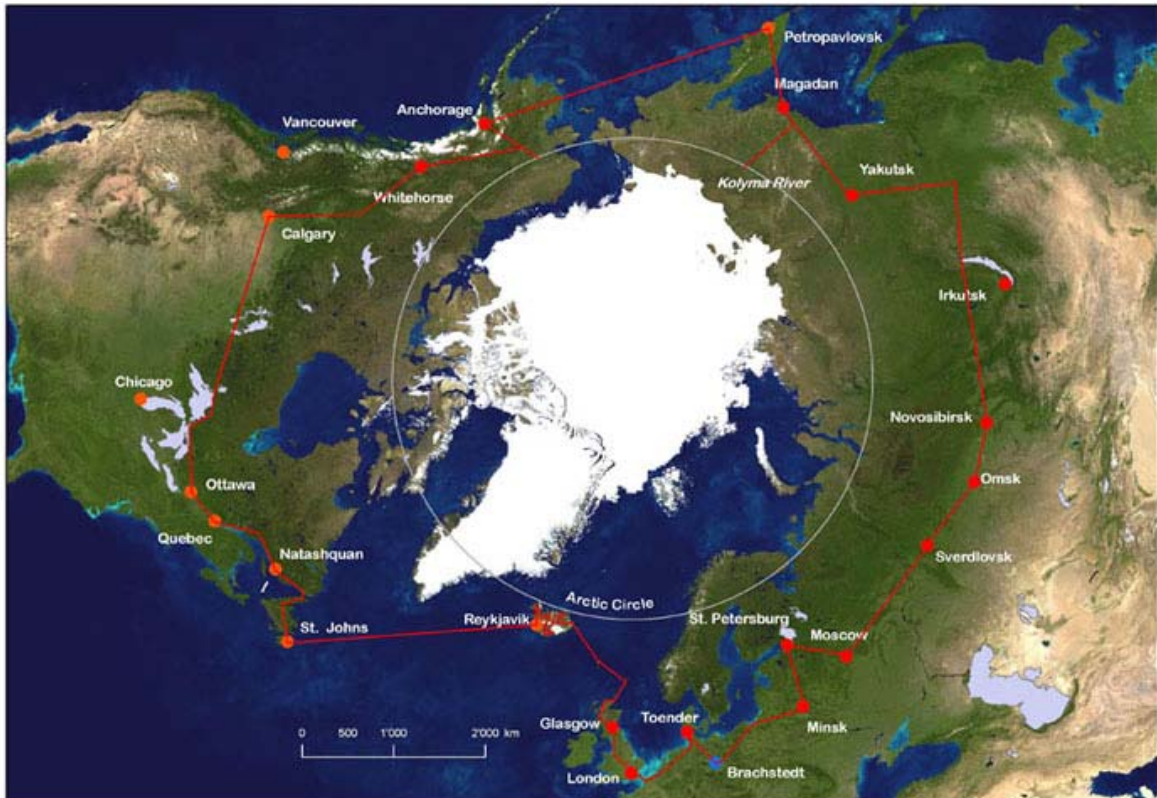 Petropavlovsk
Magadan
Anchorage
Vancouver
Whitehorse
Kolyma River
Yakutsk
Calgary
Irkutsk
Chicago
Novosibirsk
Ottawa
Omsk
Quebec
Natashquan
Sverdlovsk
Arctic Circle
Reykjavik
St. Petersburg
Moscow
St. Johns
Glasgow
Toender
Minsk
0 500 1'000 2'000 km
London
Brachstedt